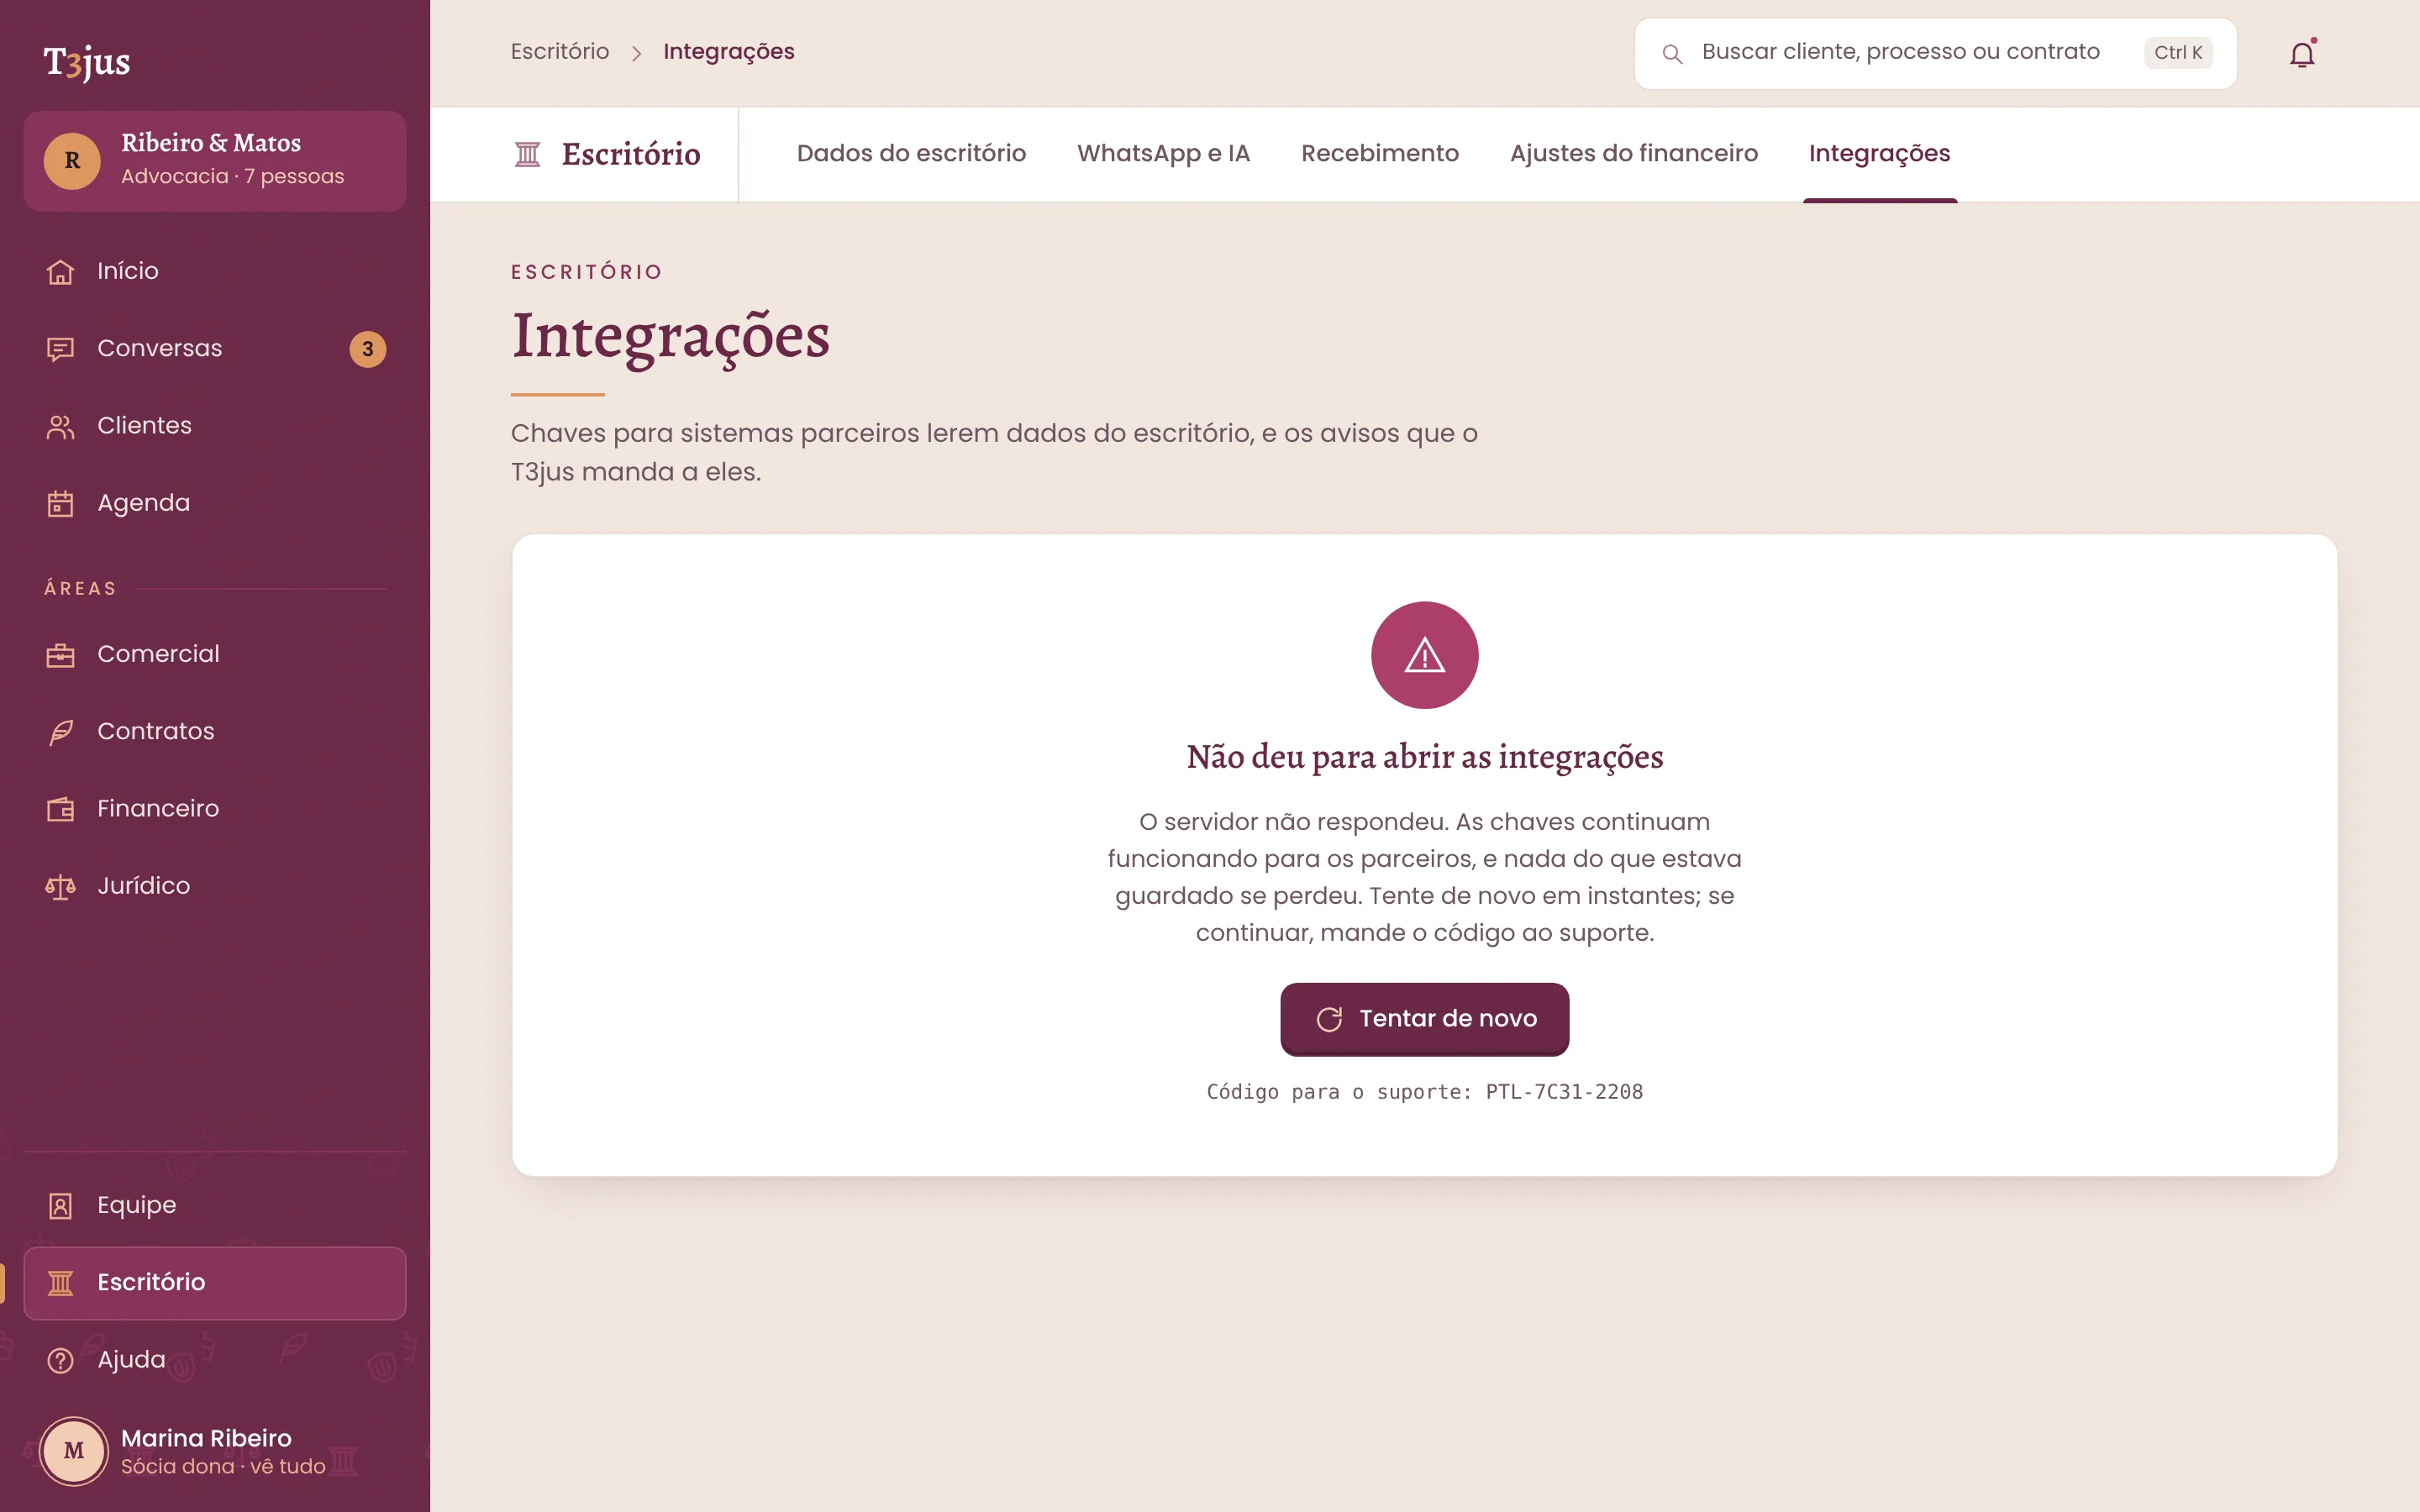 T3jus
R
Ribeiro & Matos
Advocacia · 7 pessoas
Início
Conversas
3
Clientes
Agenda
ÁREAS
Comercial
Contratos
Financeiro
Jurídico
Equipe
Escritório
Ajuda
M
Marina Ribeiro
Sócia dona · vê tudo
Escritório
Integrações
Buscar cliente, processo ou contrato
Ctrl K
Escritório
Dados do escritório
WhatsApp e IA
Recebimento
Ajustes do financeiro
Integrações
ESCRITÓRIO
Integrações
Chaves para sistemas parceiros lerem dados do escritório, e os avisos que o
T3jus manda a eles.
Não deu para abrir as integrações
O servidor não respondeu. As chaves continuam
funcionando para os parceiros, e nada do que estava
guardado se perdeu. Tente de novo em instantes; se
continuar, mande o código ao suporte.
Tentar de novo
Código para o suporte: PTL-7C31-2208